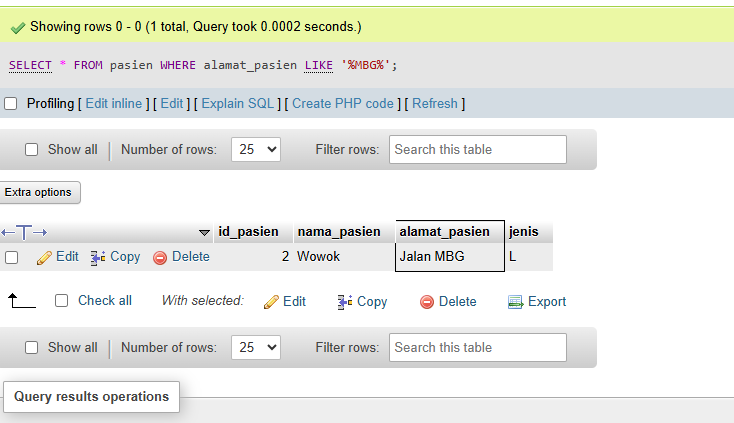 Showing rows 0 - 0 (1 total, Query took 0.0002 seconds.)
SELECT * FROM pasien WHERE alamat_pasien LIKE '%MBG%';
Profiling [ Edit inline ] [ Edit ] [ Explain SQL ] [ Create PHP code ] [ Refresh ]
Show all | Number of rows: 25 Filter rows: Search this table
Extra options
id_pasien nama_pasien alamat_pasien jenis
Edit Copy Delete 2 Wowok Jalan MBG L
Check all With selected: Edit Copy Delete Export
Show all | Number of rows: 25 Filter rows: Search this table
Query results operations